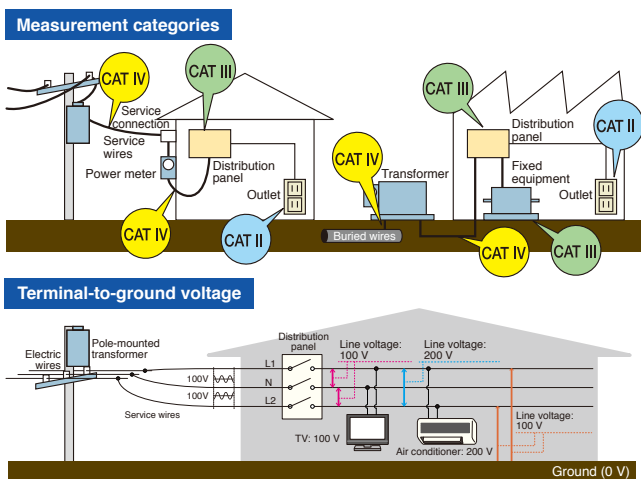 Measurement categories
CAT IV
CAT III
CAT III
CAT II
Service
connection
Service
wires
Power meter
Distribution
panel
Outlet
CAT IV
CAT II
CAT IV
Transformer
Buried wires
Distribution
panel
Fixed
equipment
Outlet
CAT IV
CAT III
Terminal-to-ground voltage
Pole-mounted
transformer
Electric
wires
Service wires
100V
100V
Distribution
panel
L1
N
L2
Line voltage:
100 V
Line voltage:
200 V
Line voltage:
100 V
TV: 100 V
Air conditioner: 200 V
Ground (0 V)